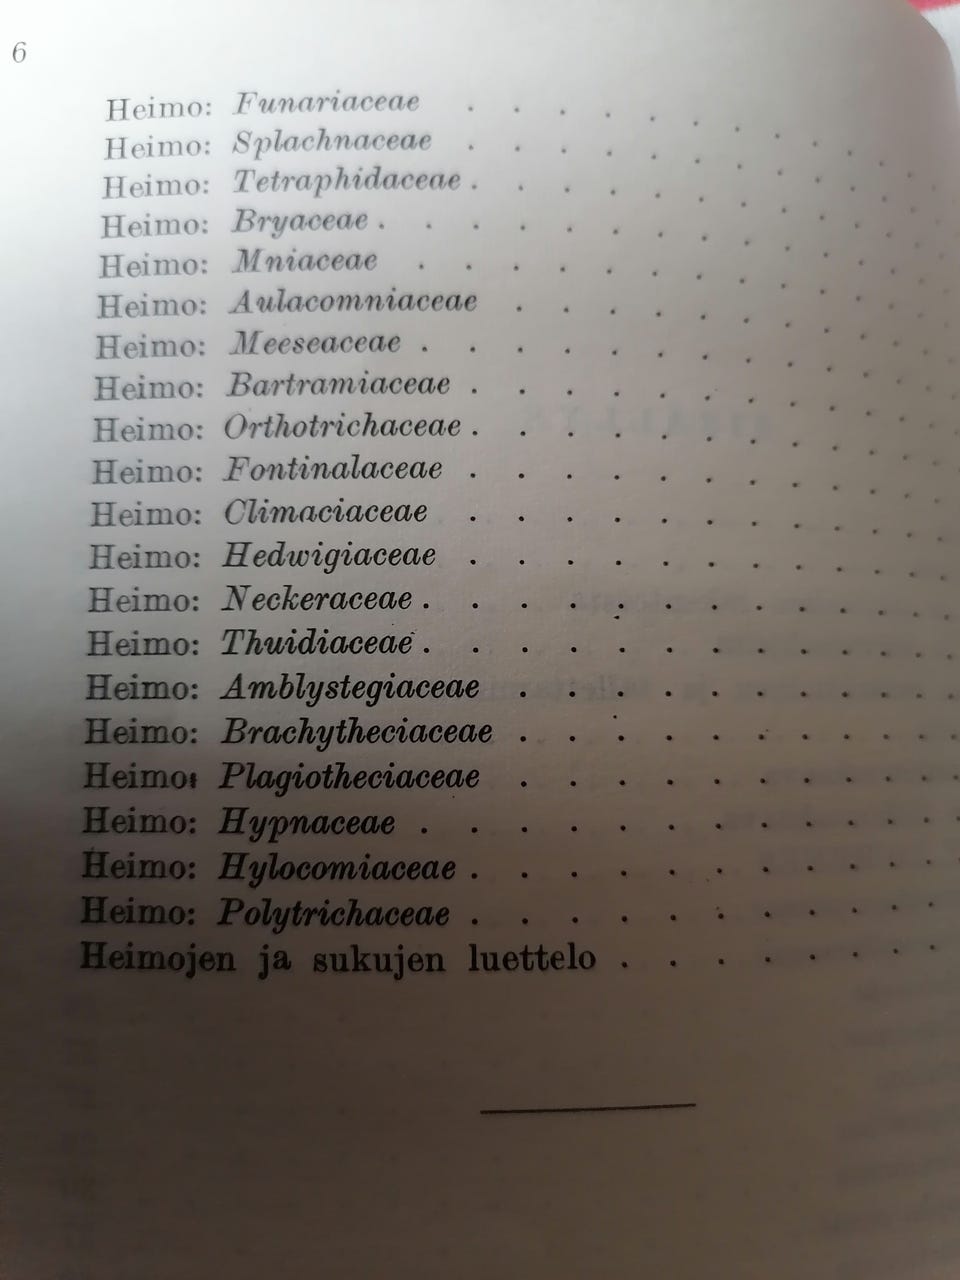 6
Heimo: Funariaceae . . . . . . . . . .
Heimo: Splachnaceae . . . . . . . . . .
Heimo: Tetraphidaceae . . . . . . . . . .
Heimo: Bryaceae . . . . . . . . . . . .
Heimo: Mniaceae . . . . . . . . . . .
Heimo: Aulacomniaceae . . . . . . . . .
Heimo: Meeseaceae . . . . . . . . . . .
Heimo: Bartramiaceae . . . . . . . . . .
Heimo: Orthotrichaceae . . . . . . . . . .
Heimo: Fontinalaceae . . . . . . . . . .
Heimo: Climaciaceae . . . . . . . . . .
Heimo: Hedwigiaceae . . . . . . . . . .
Heimo: Neckeraceae . . . . . . . . . . .
Heimo: Thuidiaceae . . . . . . . . . . .
Heimo: Amblystegiaceae . . . . . . . . .
Heimo: Brachytheciaceae . . . . . . . . .
Heimo: Plagiotheciaceae . . . . . . . . .
Heimo: Hypnaceae . . . . . . . . . . .
Heimo: Hylocomiaceae . . . . . . . . . .
Heimo: Polytrichaceae . . . . . . . . . .
Heimojen ja sukujen luettelo . . . . . . .